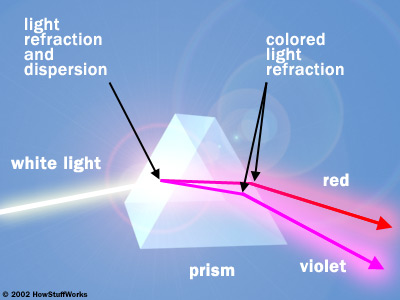 light
refraction
and
dispersion
colored
light
refraction
white light
red
violet
prism
© 2002 HowStuffWorks